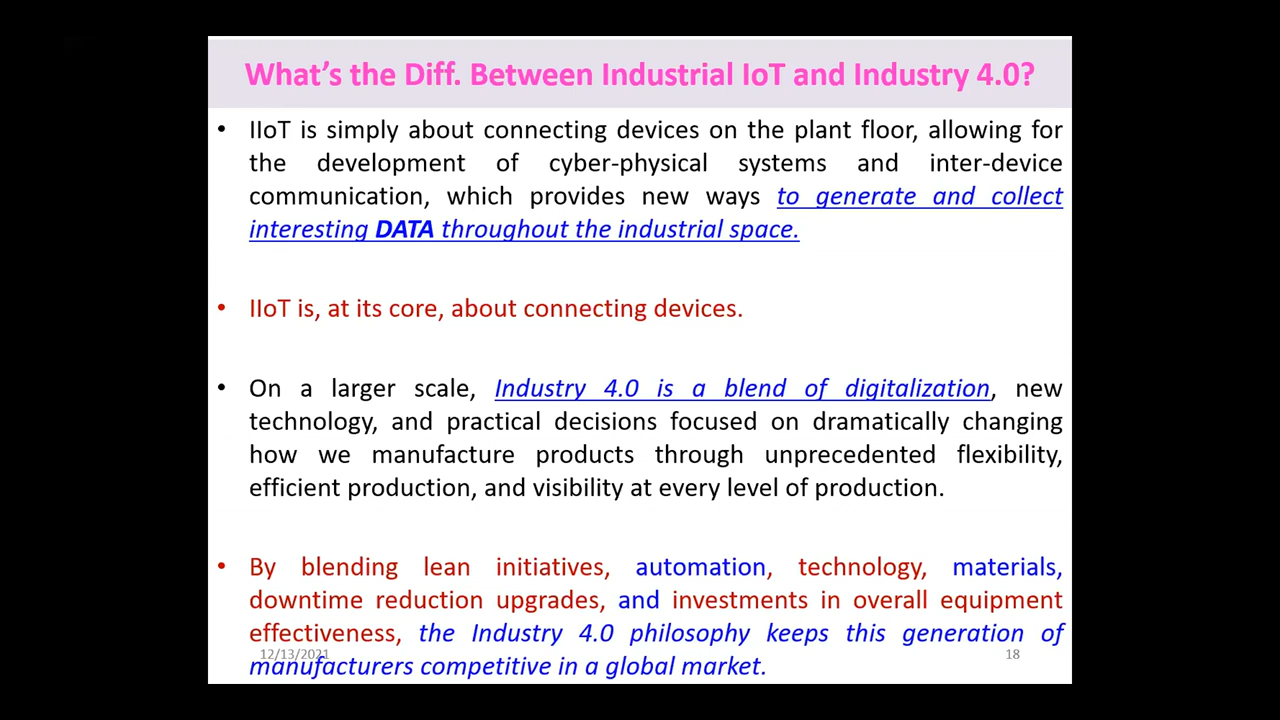 What's the Diff. Between Industrial IoT and Industry 4.0?
• IIoT is simply about connecting devices on the plant floor, allowing for
the development of cyber-physical systems and inter-device
communication, which provides new ways to generate and collect
interesting DATA throughout the industrial space.
• IIoT is, at its core, about connecting devices.
• On a larger scale, Industry 4.0 is a blend of digitalization, new
technology, and practical decisions focused on dramatically changing
how we manufacture products through unprecedented flexibility,
efficient production, and visibility at every level of production.
• By blending lean initiatives, automation, technology, materials,
downtime reduction upgrades, and investments in overall equipment
effectiveness, the Industry 4.0 philosophy keeps this generation of
manufacturers competitive in a global market.
12/13/2021
18